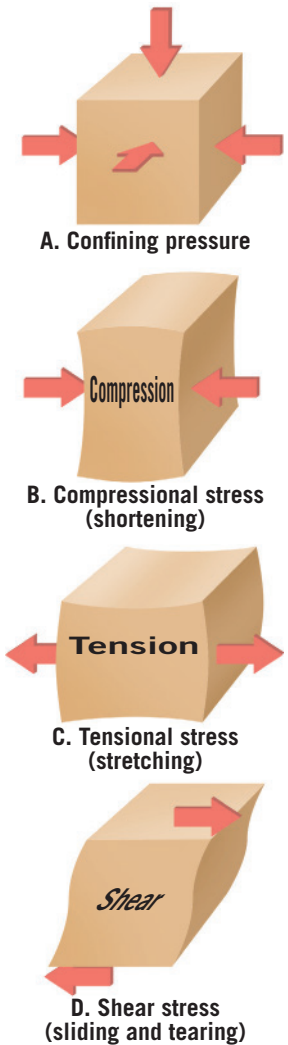 A. Confining pressure
Compression
B. Compressional stress
(shortening)
Tension
C. Tensional stress
(stretching)
Shear
D. Shear stress
(sliding and tearing)